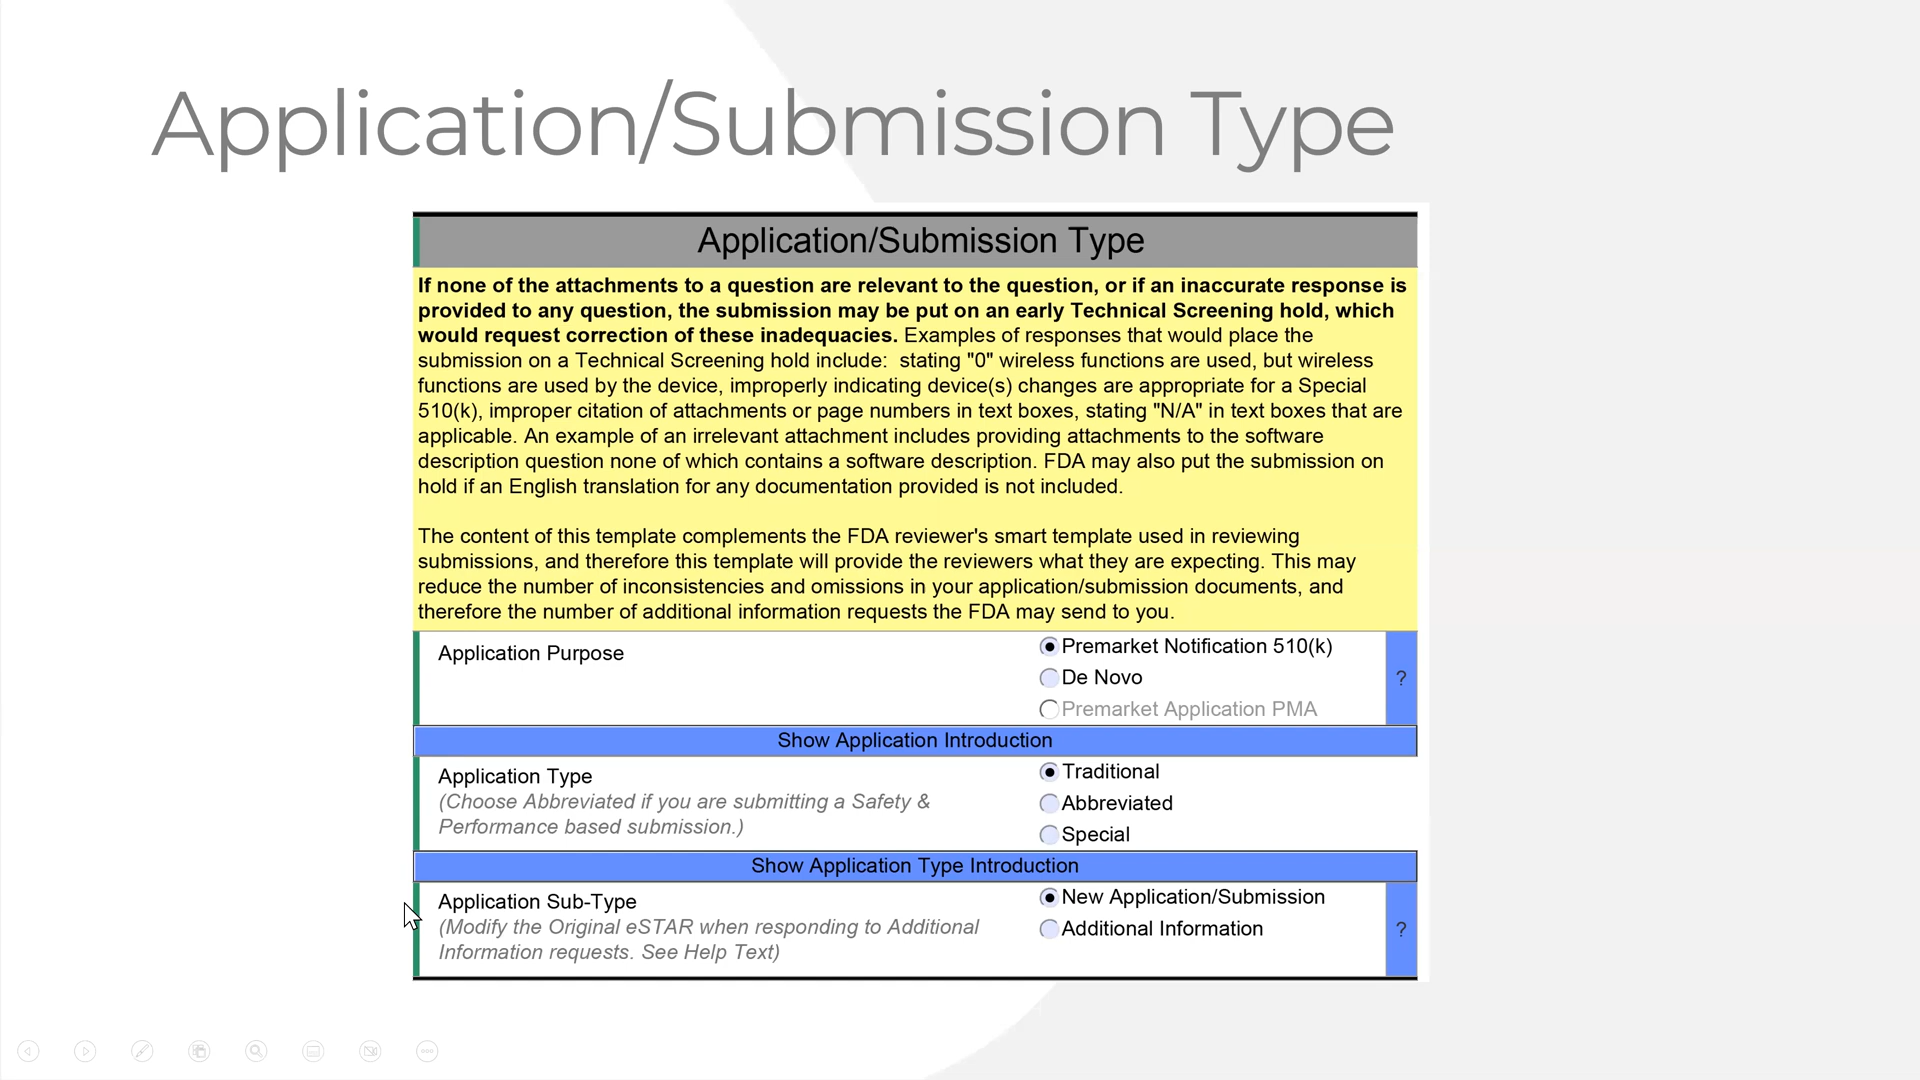 Application/Submission Type
Application/Submission Type
If none of the attachments to a question are relevant to the question, or if an inaccurate response is
provided to any question, the submission may be put on an early Technical Screening hold, which
would request correction of these inadequacies. Examples of responses that would place the
submission on a Technical Screening hold include:  stating "0" wireless functions are used, but wireless
functions are used by the device, improperly indicating device(s) changes are appropriate for a Special
510(k), improper citation of attachments or page numbers in text boxes, stating "N/A" in text boxes that are
applicable. An example of an irrelevant attachment includes providing attachments to the software
description question none of which contains a software description. FDA may also put the submission on
hold if an English translation for any documentation provided is not included.
The content of this template complements the FDA reviewer's smart template used in reviewing
submissions, and therefore this template will provide the reviewers what they are expecting. This may
reduce the number of inconsistencies and omissions in your application/submission documents, and
therefore the number of additional information requests the FDA may send to you.
Application Purpose
Premarket Notification 510(k)
De Novo
Premarket Application PMA
?
Show Application Introduction
Application Type
(Choose Abbreviated if you are submitting a Safety &
Performance based submission.)
Traditional
Abbreviated
Special
Show Application Type Introduction
Application Sub-Type
(Modify the Original eSTAR when responding to Additional
Information requests. See Help Text)
New Application/Submission
Additional Information
?